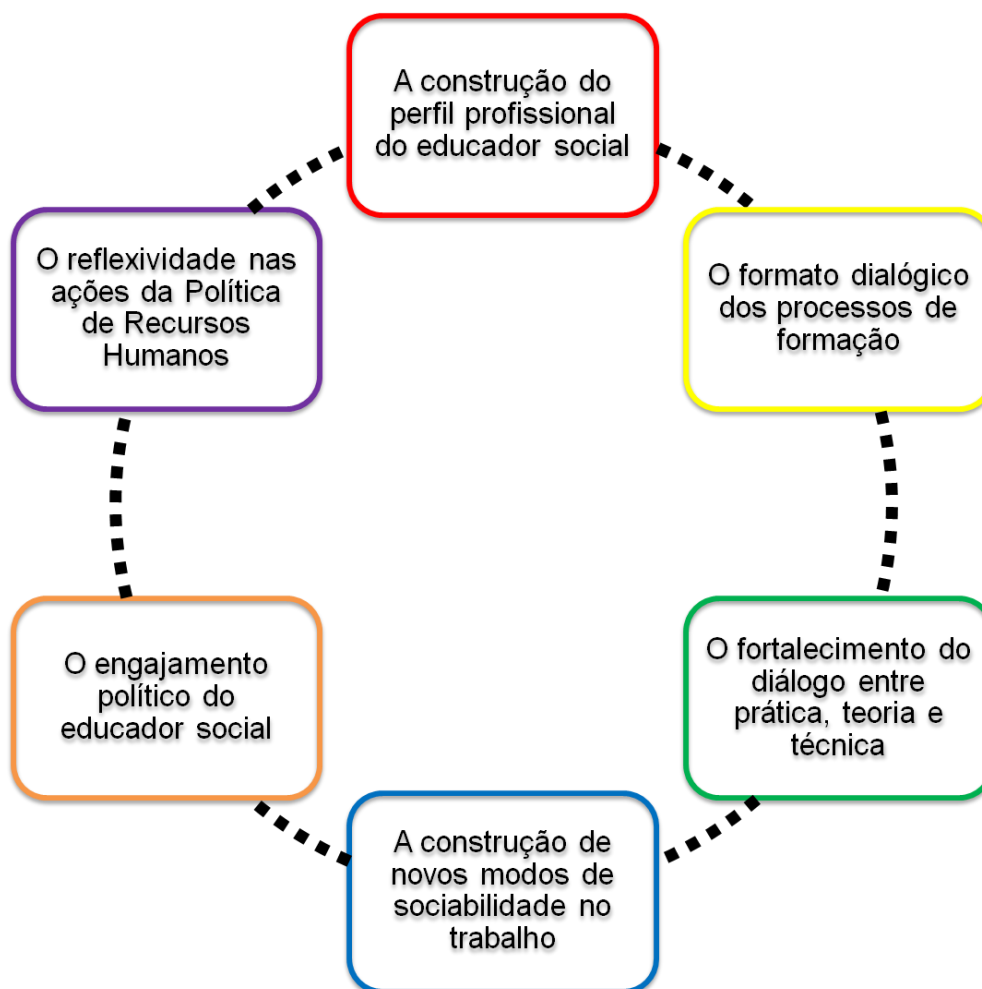 A construção do
perfil profissional
do educador social
O formato dialógico
dos processos de
formação
O fortalecimento do
diálogo entre
prática, teoria e
técnica
A construção de
novos modos de
sociabilidade no
trabalho
O engajamento
político do
educador social
O reflexividade nas
ações da Política
de Recursos
Humanos